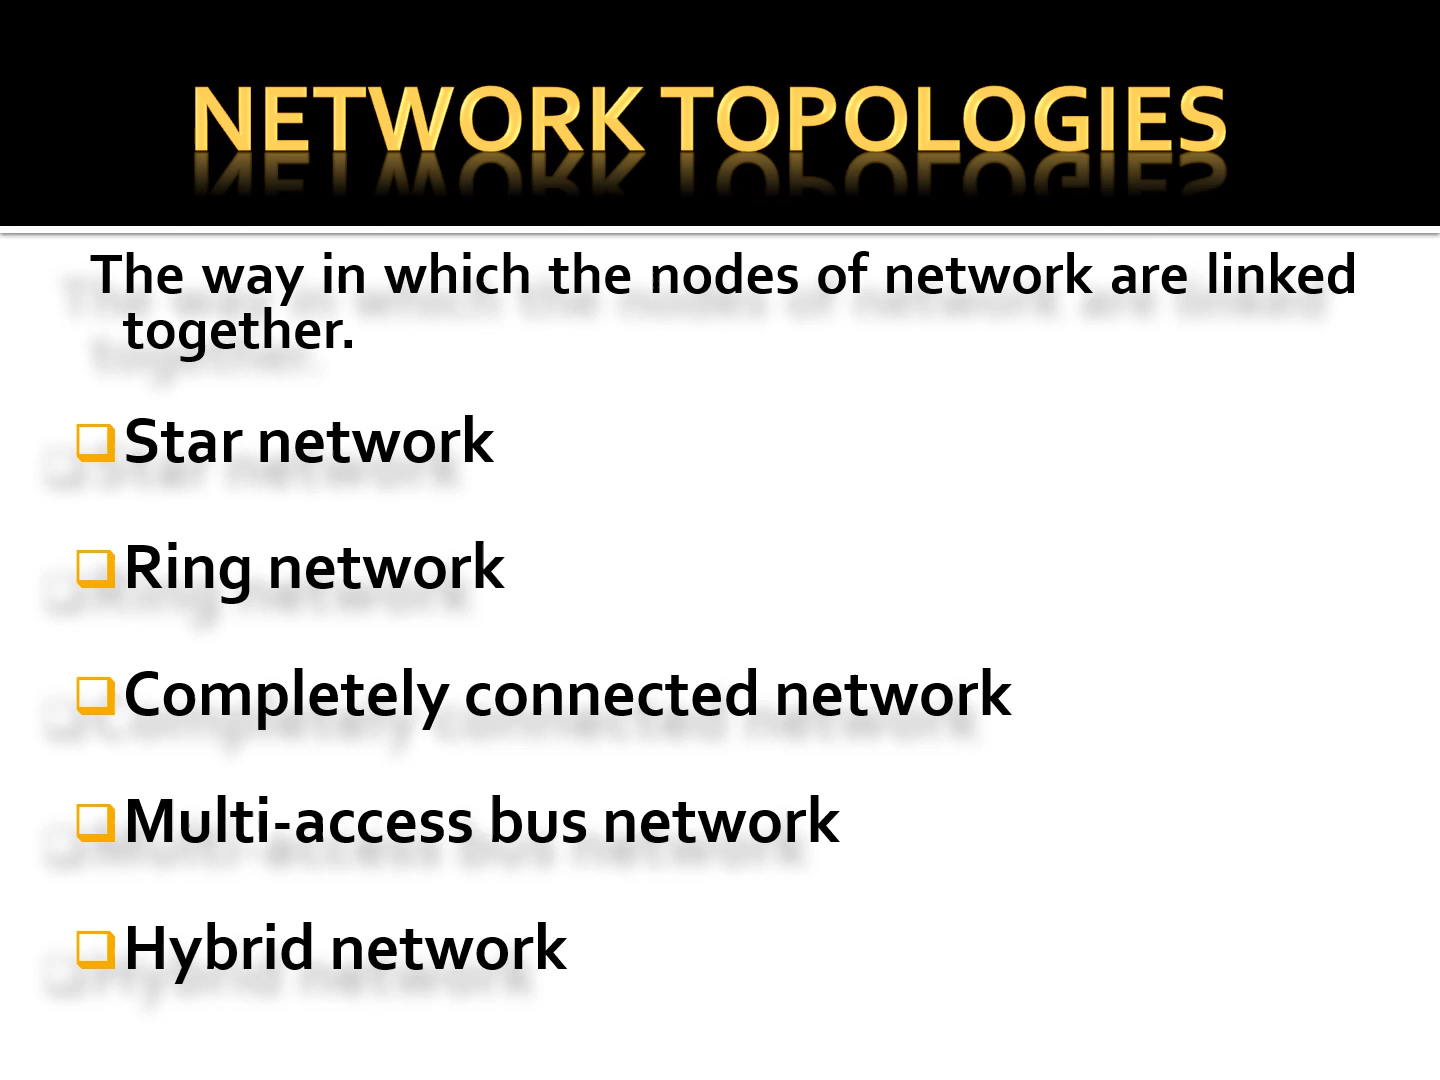 NETWORK TOPOLOGIES
The way in which the nodes of network are linked
together.
Star network
Ring network
Completely connected network
Multi-access bus network
Hybrid network